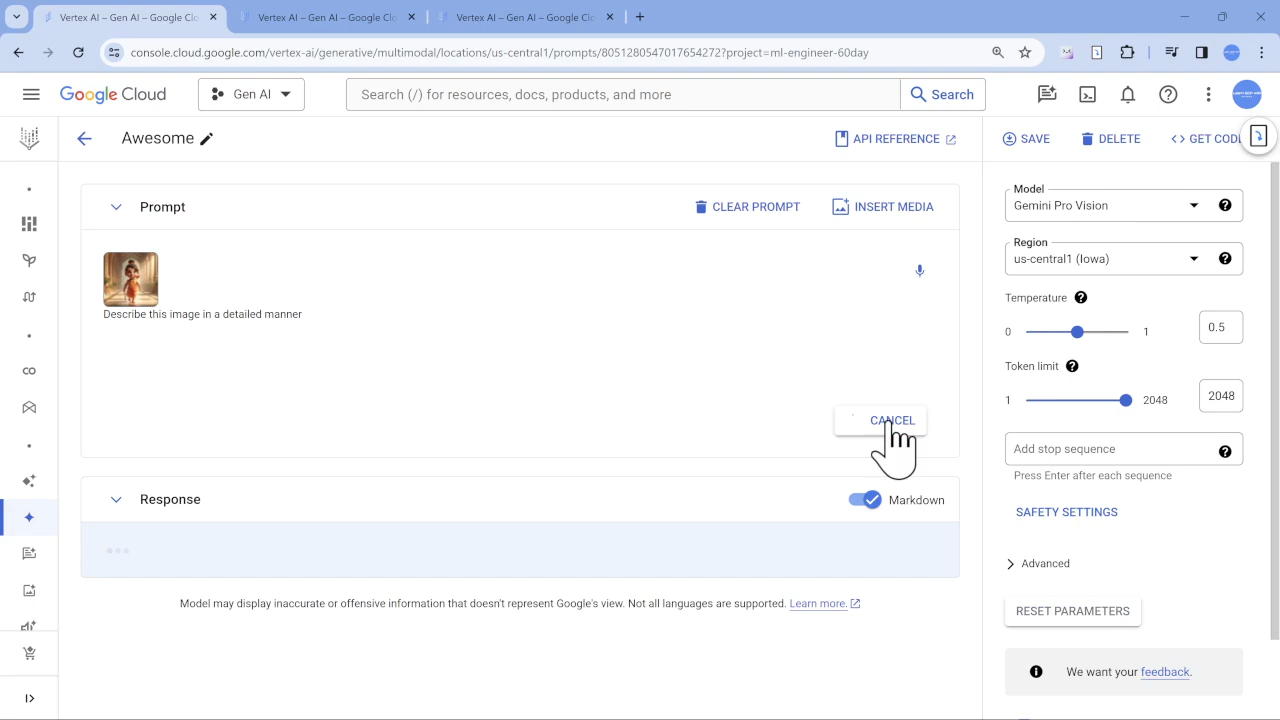 Vertex AI – Gen AI – Google Clo
Vertex AI – Gen AI – Google Clo
Vertex AI – Gen AI – Google Clo
console.cloud.google.com/vertex-ai/generative/multimodal/locations/us-central1/prompts/8051280547017654272?project=ml-engineer-60day
Google Cloud
Gen AI
Search (/) for resources, docs, products, and more
Search
Awesome
API REFERENCE
SAVE
DELETE
<> GET CODE
Prompt
CLEAR PROMPT
INSERT MEDIA
Describe this image in a detailed manner
CANCEL
Response
Markdown
Model may display inaccurate or offensive information that doesn't represent Google's view. Not all languages are supported. Learn more.
Model
Gemini Pro Vision
Region
us-central1 (Iowa)
Temperature
0 1 0.5
Token limit
1 2048 2048
Add stop sequence
Press Enter after each sequence
SAFETY SETTINGS
Advanced
RESET PARAMETERS
We want your feedback.